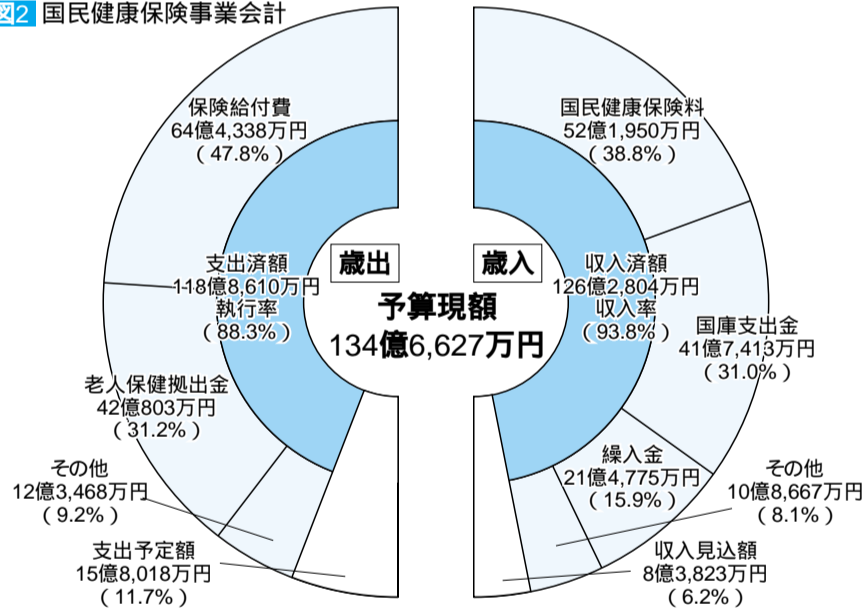 図2 国民健康保険事業会計
保険給付費
64億4,338万円
(47.8%)
国民健康保険料
52億1,950万円
(38.8%)
支出済額
118億8,610万円
執行率
(88.3%)
歳出
歳入
予算現額
134億6,627万円
収入済額
126億2,804万円
収入率
(93.8%)
国庫支出金
41億7,413万円
(31.0%)
老人保健拠出金
42億803万円
(31.2%)
その他
12億3,468万円
(9.2%)
支出予定額
15億8,018万円
(11.7%)
繰入金
21億4,775万円
(15.9%)
その他
10億8,667万円
(8.1%)
収入見込額
8億3,823万円
(6.2%)